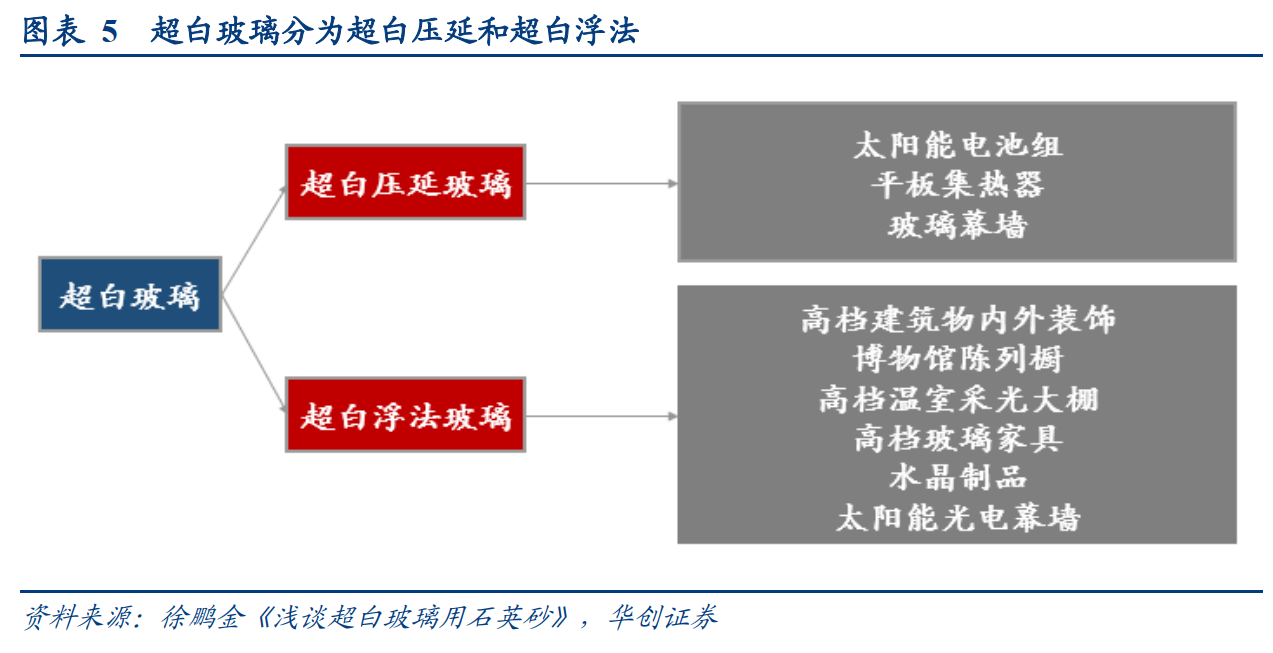 图表 5 超白玻璃分为超白压延和超白浮法
超白玻璃
超白压延玻璃
太阳能电池组
平板集热器
玻璃幕墙
超白浮法玻璃
高档建筑物内外装饰
博物馆陈列橱
高档温室采光大棚
高档玻璃家具
水晶制品
太阳能光电幕墙
资料来源：徐鹏金《浅谈超白玻璃用石英砂》，华创证券